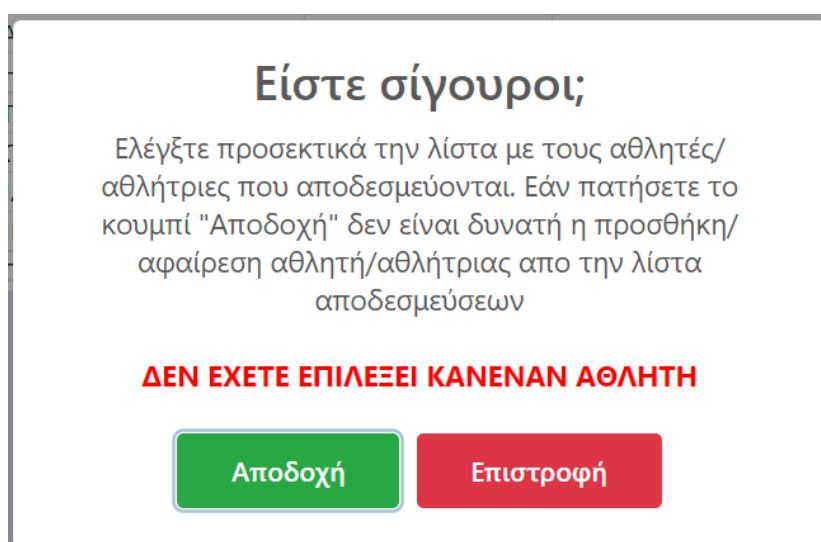 Είστε σίγουροι;
Ελέγξτε προσεκτικά την λίστα με τους αθλητές/
αθλήτριες που αποδεσμεύονται. Εάν πατήσετε το
κουμπί "Αποδοχή" δεν είναι δυνατή η προσθήκη/
αφαίρεση αθλητή/αθλήτριας απο την λίστα
αποδεσμεύσεων
ΔΕΝ ΕΧΕΤΕ ΕΠΙΛΕΞΕΙ ΚΑΝΕΝΑΝ ΑΘΛΗΤΗ
Αποδοχή
Επιστροφή